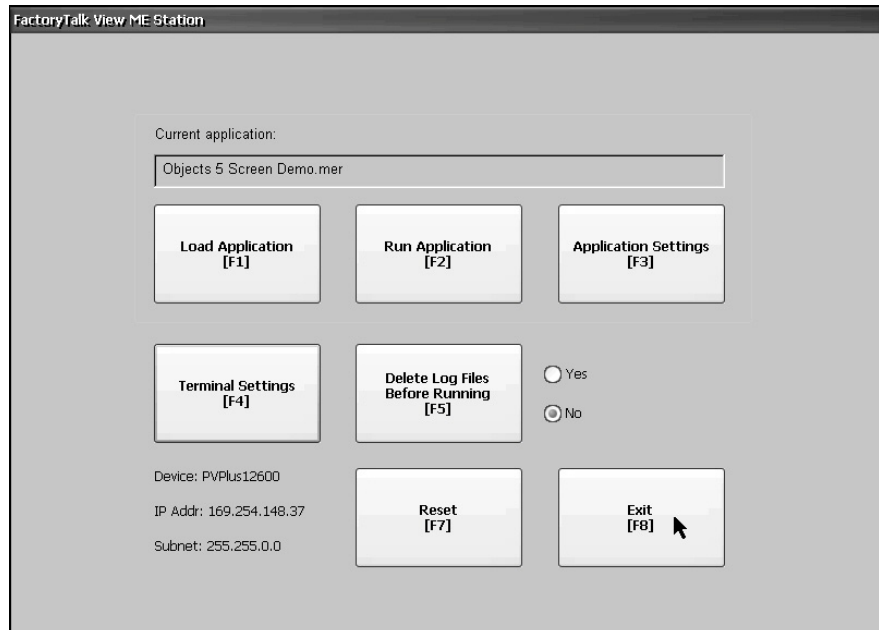 FactoryTalk View ME Station
Current application:
Objects 5 Screen Demo.mer
Load Application
[F1]
Run Application
[F2]
Application Settings
[F3]
Terminal Settings
[F4]
Delete Log Files
Before Running
[F5]
Yes
No
Device: PVPlus12600
IP Addr: 169.254.148.37
Subnet: 255.255.0.0
Reset
[F7]
Exit
[F8]